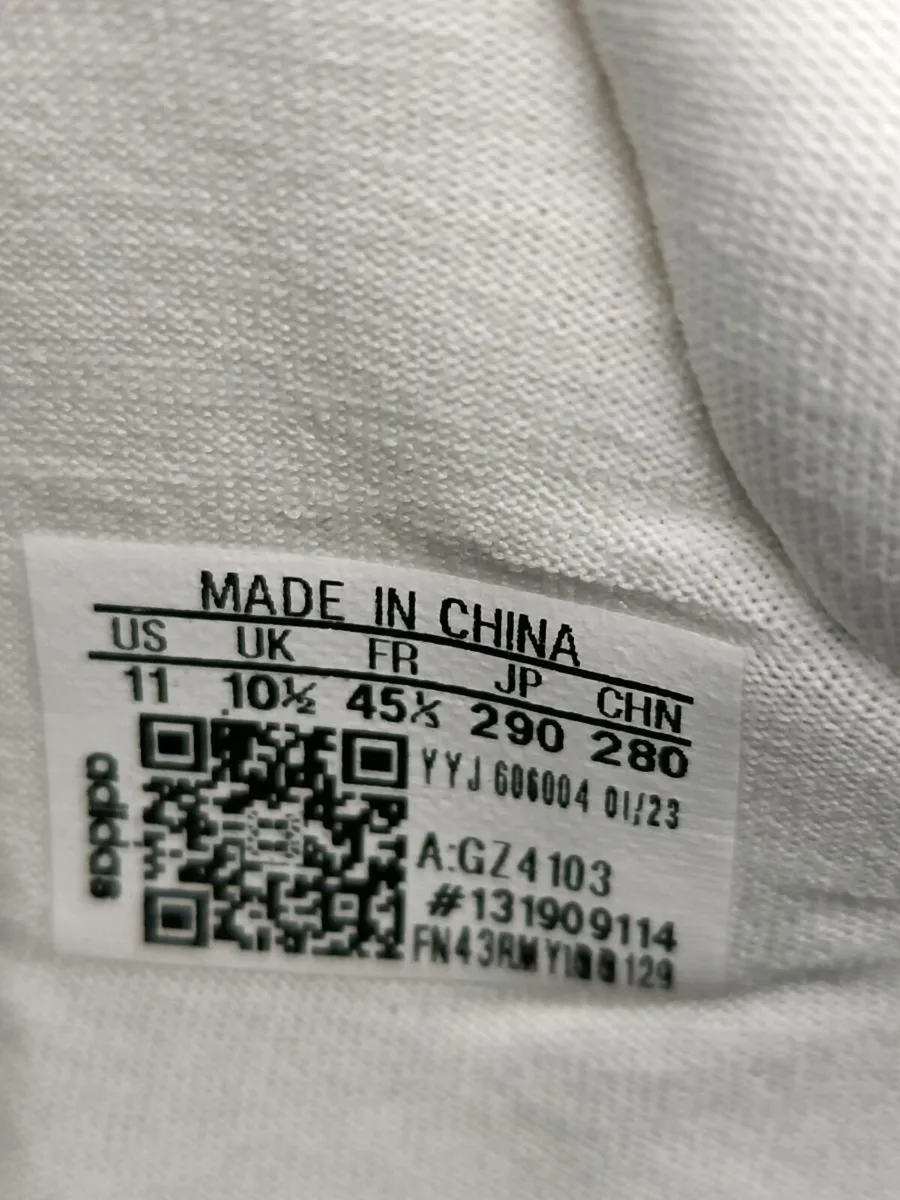 MADE IN CHINA
US UK FR JP CHN
11 10½ 45⅓ 290 280
YYJ 606004 01/23
A:GZ4103
#131909114
adidas